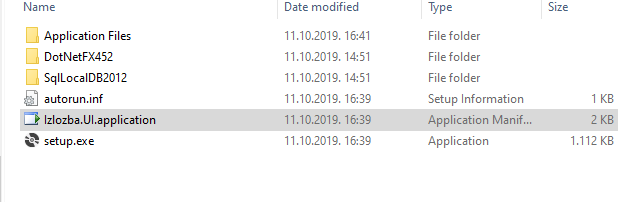 Name Date modified Type Size
Application Files 11.10.2019. 16:41 File folder
DotNetFX452 11.10.2019. 14:51 File folder
SqlLocalDB2012 11.10.2019. 14:51 File folder
autorun.inf 11.10.2019. 16:39 Setup Information 1 KB
Izlozba.UI.application 11.10.2019. 16:39 Application Manif... 2 KB
setup.exe 11.10.2019. 16:39 Application 1.112 KB